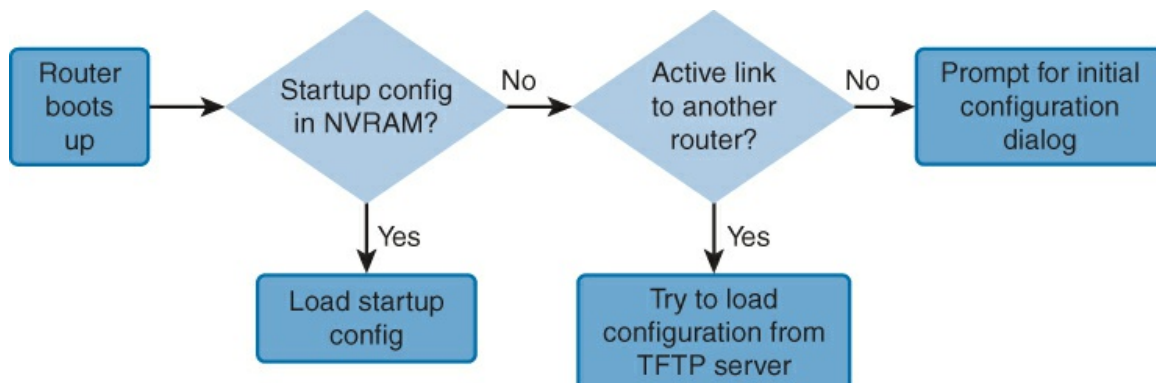 Router
boots
up
Startup config
in NVRAM?
No
Active link
to another
router?
No
Prompt for initial
configuration
dialog
Yes
Load startup
config
Yes
Try to load
configuration from
TFTP server